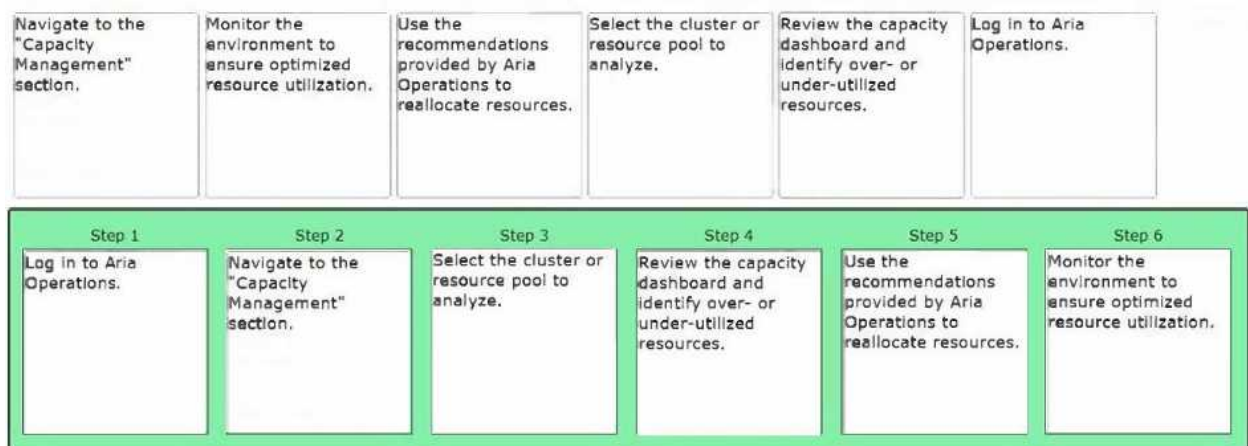 Navigate to the
"Capacity
Management"
section.
Monitor the
environment to
ensure optimized
resource utilization.
Use the
recommendations
provided by Aria
Operations to
reallocate resources.
Select the cluster or
resource pool to
analyze.
Review the capacity
dashboard and
identify over- or
under-utilized
resources.
Log in to Aria
Operations.
Step 1
Log in to Aria
Operations.
Step 2
Navigate to the
"Capacity
Management"
section.
Step 3
Select the cluster or
resource pool to
analyze.
Step 4
Review the capacity
dashboard and
identify over- or
under-utilized
resources.
Step 5
Use the
recommendations
provided by Aria
Operations to
reallocate resources.
Step 6
Monitor the
environment to
ensure optimized
resource utilization.